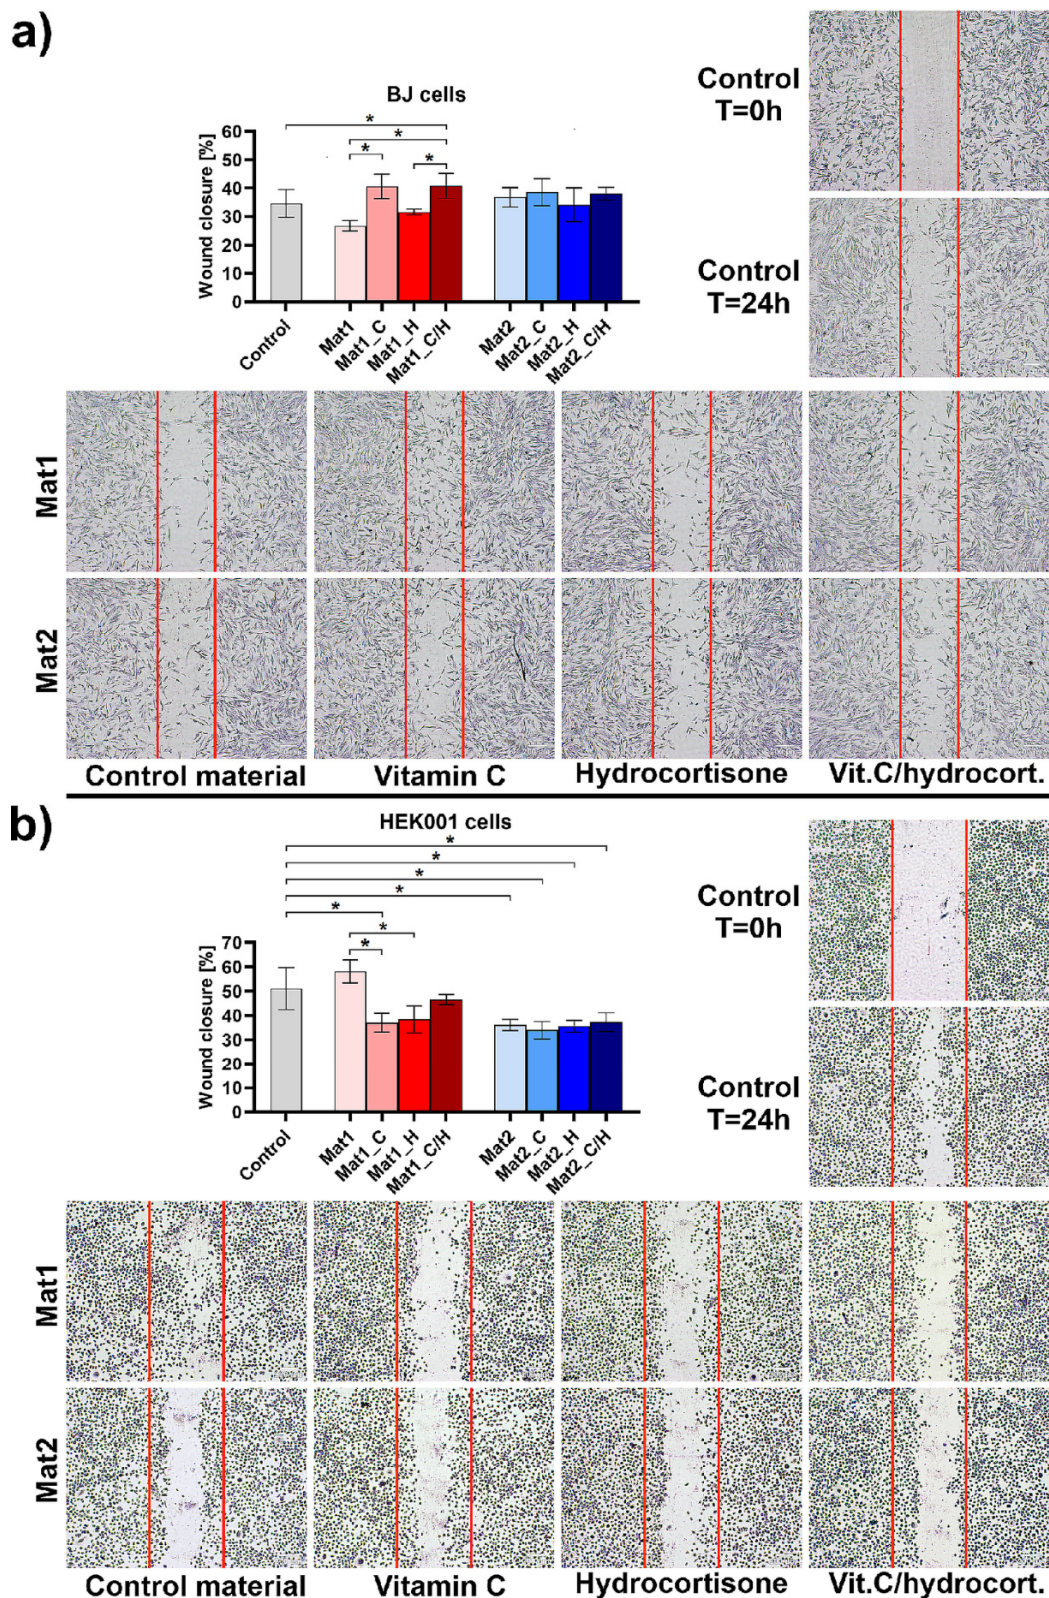 a)
BJ cells
Wound closure [%]
60
50
40
30
20
10
0
* 
*
*
*
Control
Mat1
Mat1_C
Mat1_H
Mat1_C/H
Mat2
Mat2_C
Mat2_H
Mat2_C/H
Control
T=0h
Control
T=24h
Mat1
Mat2
Control material
Vitamin C
Hydrocortisone
Vit.C/hydrocort.
b)
HEK001 cells
Wound closure [%]
70
60
50
40
30
20
10
0
*
*
*
*
*
*
*
Control
Mat1
Mat1_C
Mat1_H
Mat1_C/H
Mat2
Mat2_C
Mat2_H
Mat2_C/H
Control
T=0h
Control
T=24h
Mat1
Mat2
Control material
Vitamin C
Hydrocortisone
Vit.C/hydrocort.